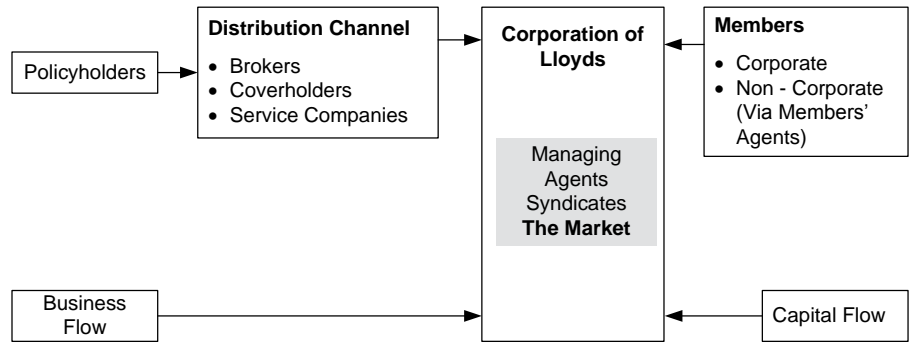 Policyholders
Distribution Channel
• Brokers
• Coverholders
• Service Companies
Corporation of
Lloyds
Managing
Agents
Syndicates
The Market
Members
• Corporate
• Non - Corporate
(Via Members’
Agents)
Business
Flow
Capital Flow